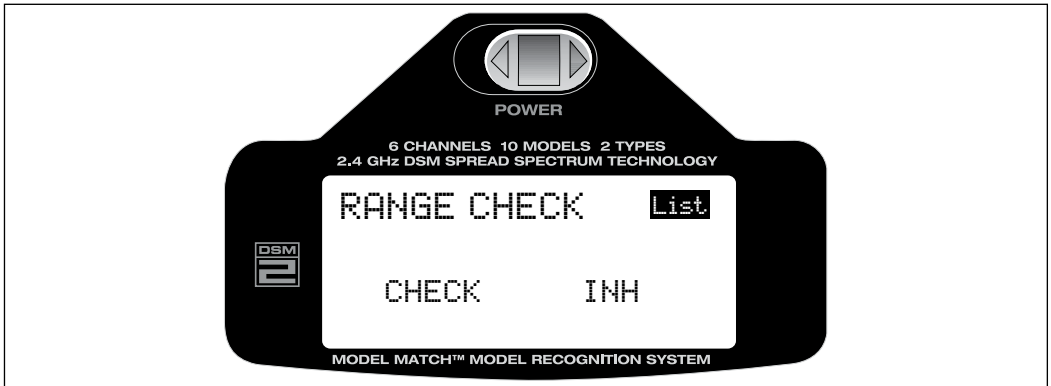 POWER
6 CHANNELS 10 MODELS 2 TYPES
2.4 GHz DSM SPREAD SPECTRUM TECHNOLOGY
RANGE CHECK List
DSM
2
CHECK INH
MODEL MATCH™ MODEL RECOGNITION SYSTEM